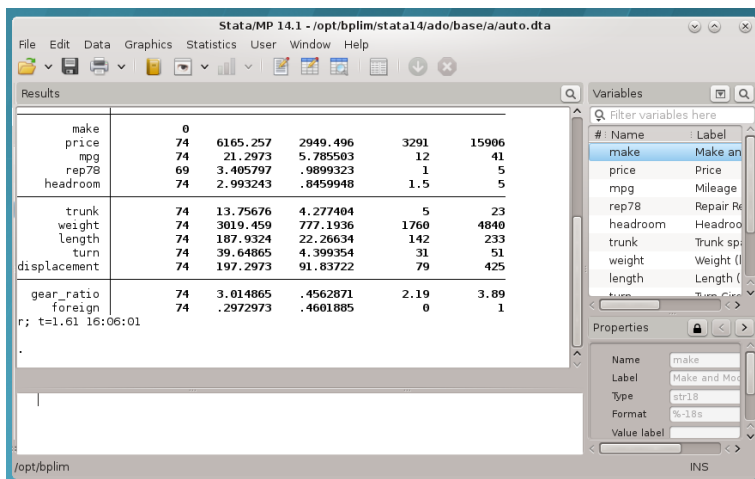 Stata/MP 14.1 - /opt/bplim/stata14/ado/base/a/auto.dta
File Edit Data Graphics Statistics User Window Help
Results
make 0
price 74 6165.257 2949.496 3291 15906
mpg 74 21.2973 5.785503 12 41
rep78 69 3.405797 .9899323 1 5
headroom 74 2.993243 .8459948 1.5 5
trunk 74 13.75676 4.277404 5 23
weight 74 3019.459 777.1936 1760 4840
length 74 187.9324 22.26634 142 233
turn 74 39.64865 4.399354 31 51
displacement 74 197.2973 91.83722 79 425
gear_ratio 74 3.014865 .4562871 2.19 3.89
foreign 74 .2972973 .4601885 0 1
r; t=1.61 16:06:01
.
Variables
Filter variables here
# Name Label
make Make an
price Price
mpg Mileage
rep78 Repair Re
headroom Headroo
trunk Trunk spa
weight Weight (l
length Length (
turn Turn Circ
Properties
Name make
Label Make and Mod
Type str18
Format %-18s
Value label
/opt/bplim
INS